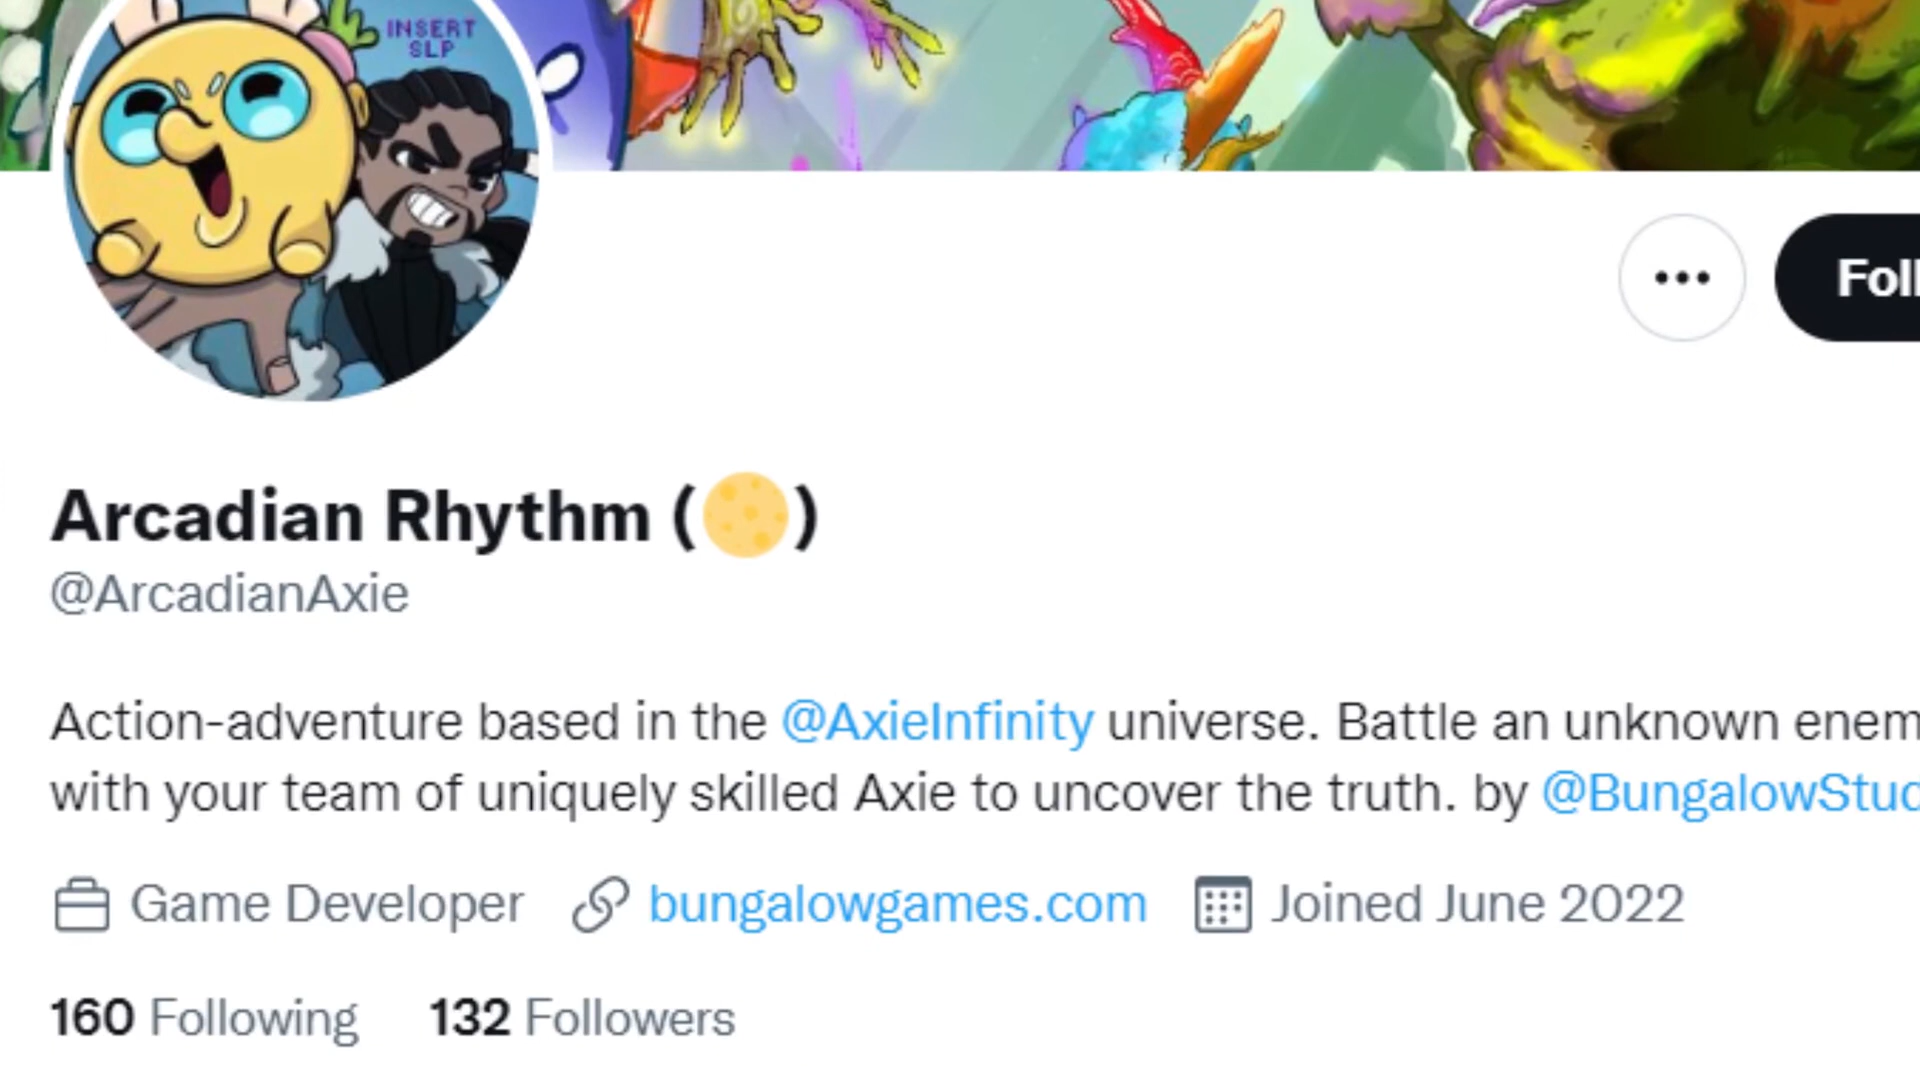 INSERT
SLP
Foll
Arcadian Rhythm (🌕)
@ArcadianAxie
Action-adventure based in the @AxieInfinity universe. Battle an unknown enem
with your team of uniquely skilled Axie to uncover the truth. by @BungalowStud
Game Developer bungalowgames.com Joined June 2022
160 Following 132 Followers